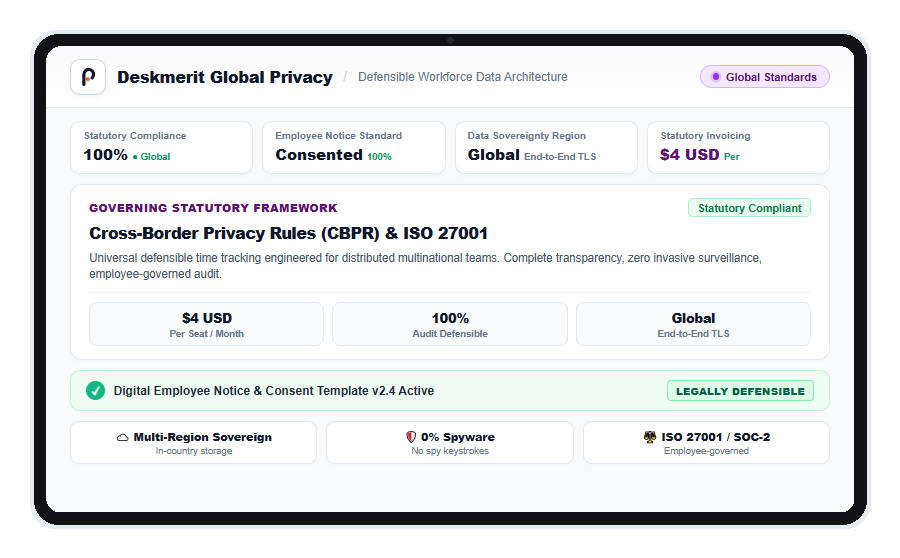 Deskmerit Global Privacy / Defensible Workforce Data Architecture
Global Standards
Statutory Compliance
100% ● Global
Employee Notice Standard
Consented 100%
Data Sovereignty Region
Global End-to-End TLS
Statutory Invoicing
$4 USD Per
GOVERNING STATUTORY FRAMEWORK
Statutory Compliant
Cross-Border Privacy Rules (CBPR) & ISO 27001
Universal defensible time tracking engineered for distributed multinational teams. Complete transparency, zero invasive surveillance,
employee-governed audit.
$4 USD
Per Seat / Month
100%
Audit Defensible
Global
End-to-End TLS
Digital Employee Notice & Consent Template v2.4 Active
LEGALLY DEFENSIBLE
Multi-Region Sovereign
In-country storage
0% Spyware
No spy keystrokes
ISO 27001 / SOC-2
Employee-governed